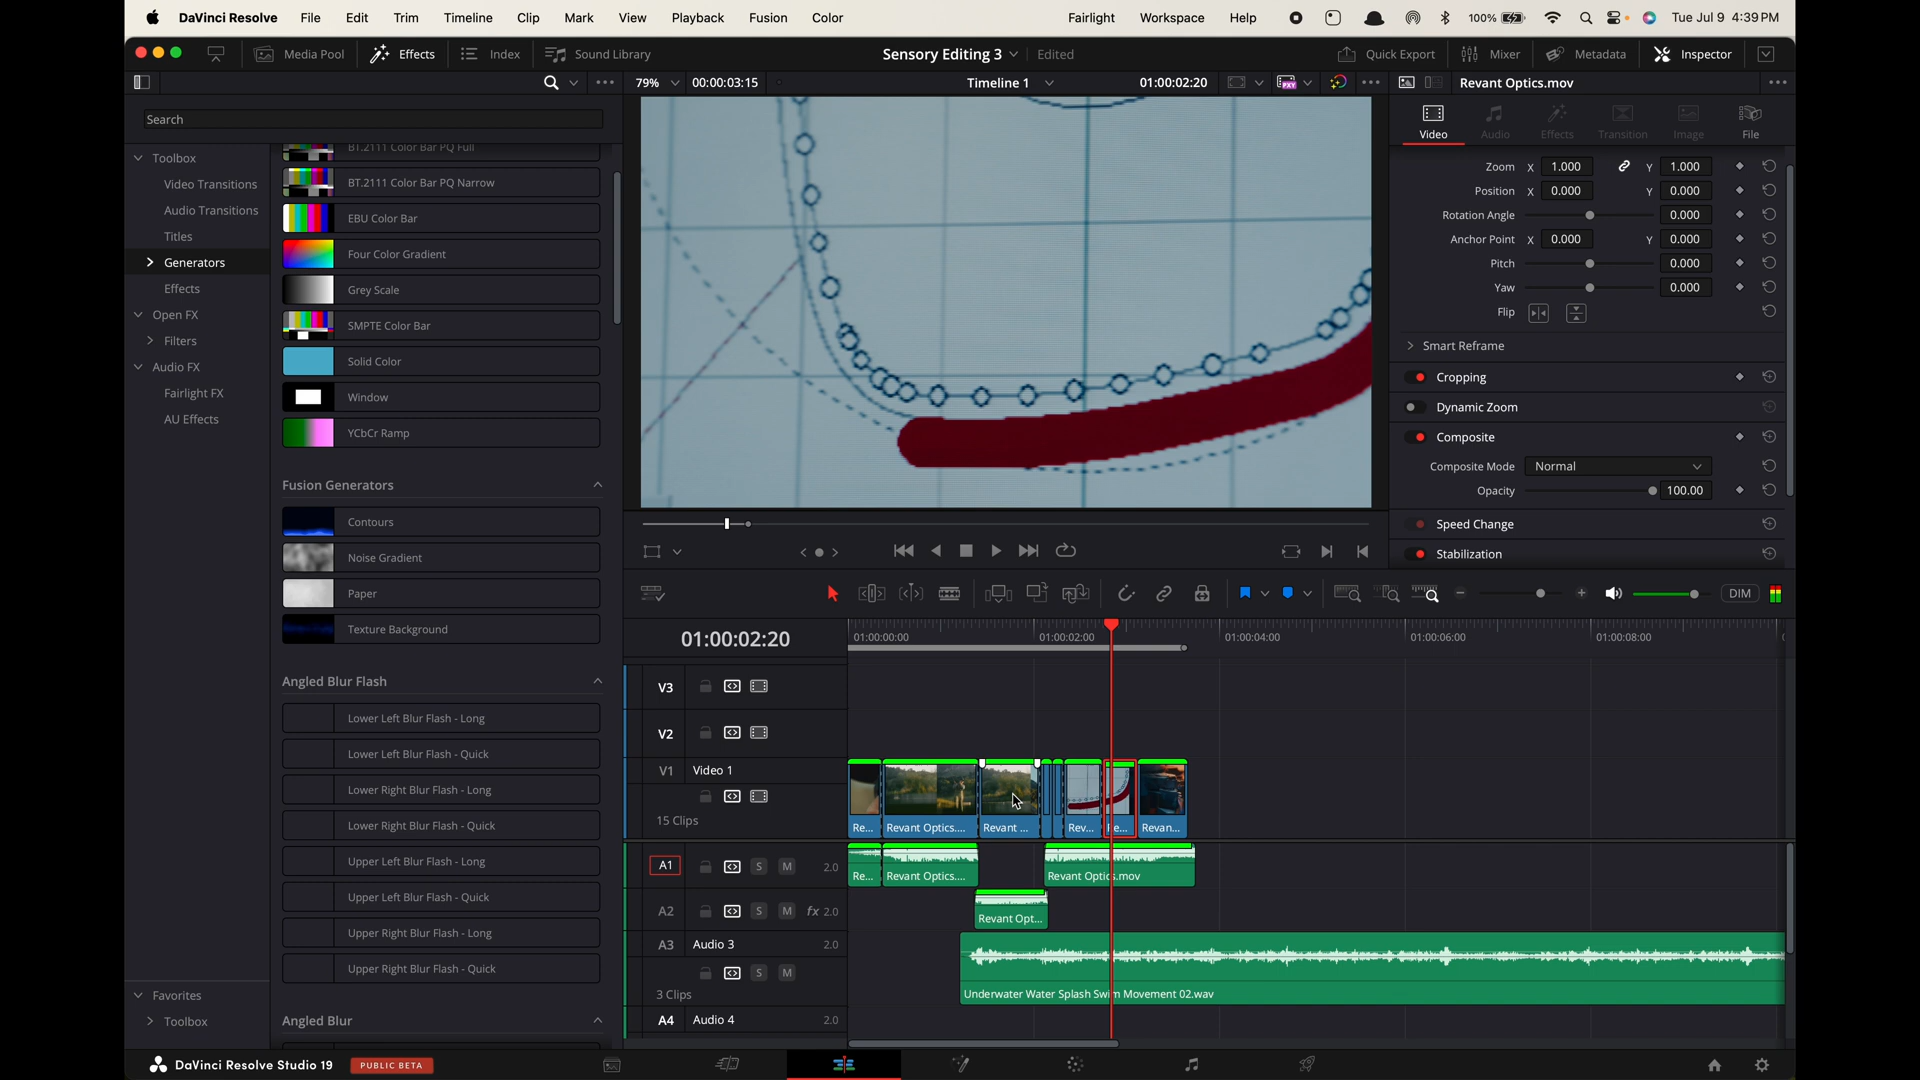 DaVinci Resolve File Edit Trim Timeline Clip Mark View Playback Fusion Color Fairlight Workspace Help 100% Tue Jul 9 4:39 PM
Media Pool Effects Index Sound Library Sensory Editing 3 Edited Quick Export Mixer Metadata Inspector
79% 00:00:03:15 Timeline 1 01:00:02:20 Revant Optics.mov
Search
Video Audio Effects Transition Image File
Toolbox
Video Transitions
Audio Transitions
Titles
Generators
Effects
Open FX
Filters
Audio FX
Fairlight FX
AU Effects
Favorites
Toolbox
BT.2111 Color Bar PQ Full
BT.2111 Color Bar PQ Narrow
EBU Color Bar
Four Color Gradient
Grey Scale
SMPTE Color Bar
Solid Color
Window
YCbCr Ramp
Fusion Generators
Contours
Noise Gradient
Paper
Texture Background
Angled Blur Flash
Lower Left Blur Flash - Long
Lower Left Blur Flash - Quick
Lower Right Blur Flash - Long
Lower Right Blur Flash - Quick
Upper Left Blur Flash - Long
Upper Left Blur Flash - Quick
Upper Right Blur Flash - Long
Upper Right Blur Flash - Quick
Angled Blur
Zoom X 1.000 Y 1.000
Position X 0.000 Y 0.000
Rotation Angle 0.000
Anchor Point X 0.000 Y 0.000
Pitch 0.000
Yaw 0.000
Flip
Smart Reframe
Cropping
Dynamic Zoom
Composite
Composite Mode Normal
Opacity 100.00
Speed Change
Stabilization
DIM
01:00:02:20 01:00:00:00 01:00:02:00 01:00:04:00 01:00:06:00 01:00:08:00
V3
V2
V1 Video 1
15 Clips
Re... Revant Optics.... Revant ... Rev... Re... Revan...
A1 S M 2.0
Re... Revant Optics.... Revant Optics.mov
A2 S M fx 2.0
Revant Opt...
A3 Audio 3 2.0
S M
3 Clips
Underwater Water Splash Swim Movement 02.wav
A4 Audio 4 2.0
DaVinci Resolve Studio 19 PUBLIC BETA